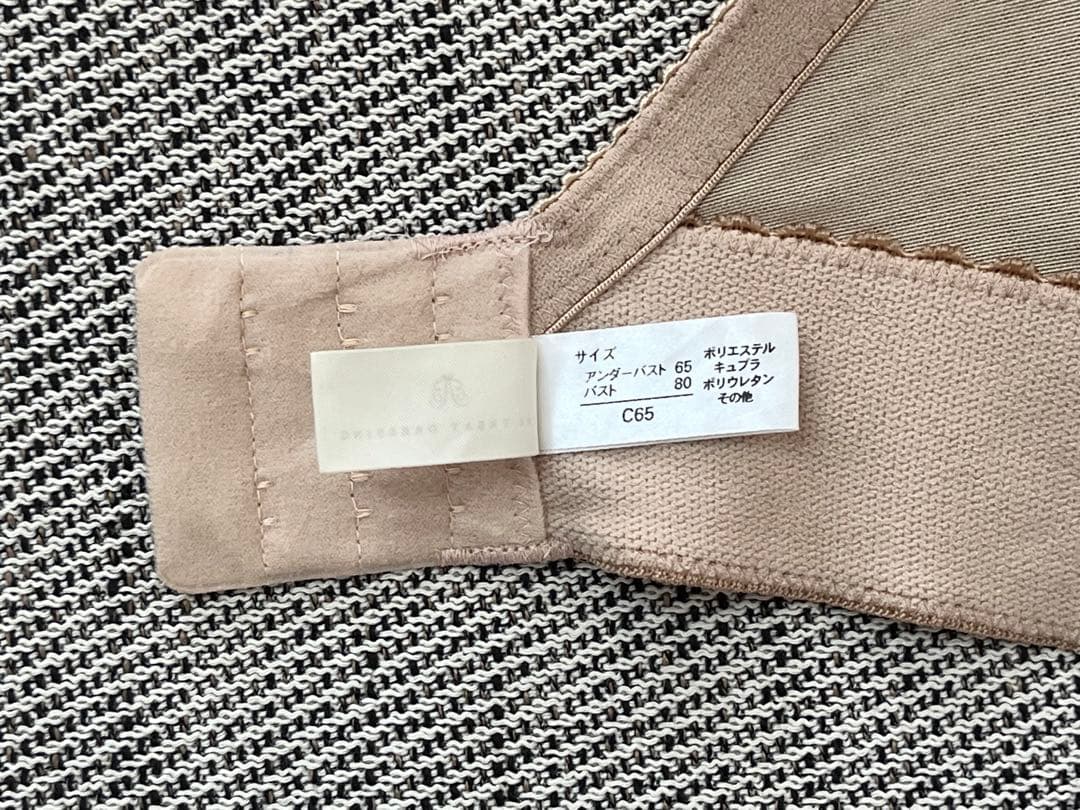 サイズ
アンダーバスト 65
バスト 80
C65
ポリエステル
キュプラ
ポリウレタン
その他